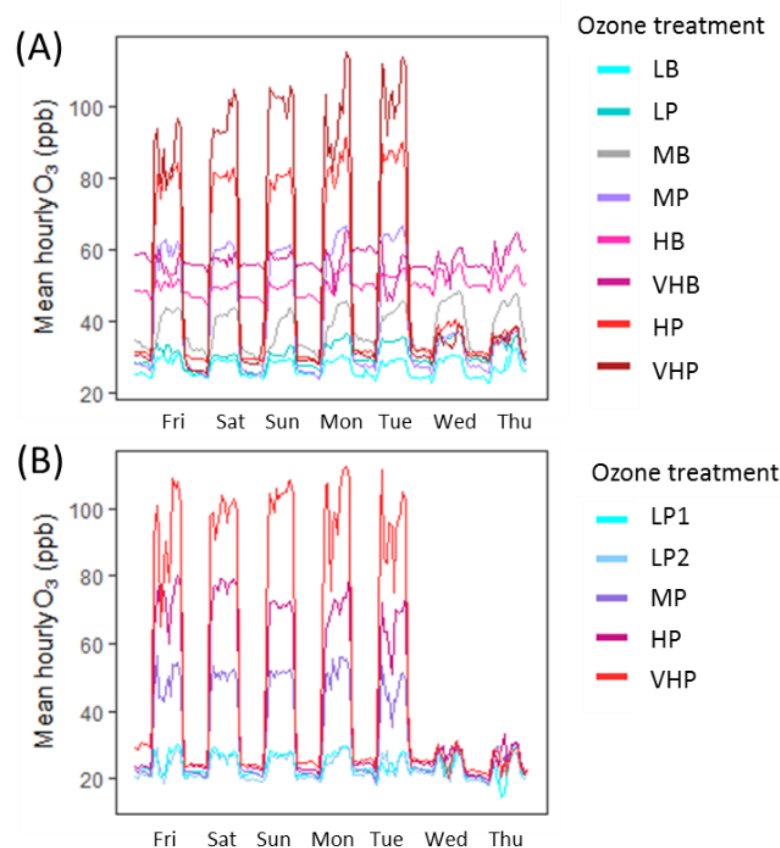 (A)
Mean hourly O3 (ppb)
100
80
60
40
20
Fri Sat Sun Mon Tue Wed Thu
Ozone treatment
LB
LP
MB
MP
HB
VHB
HP
VHP
(B)
Mean hourly O3 (ppb)
100
80
60
40
20
Fri Sat Sun Mon Tue Wed Thu
Ozone treatment
LP1
LP2
MP
HP
VHP